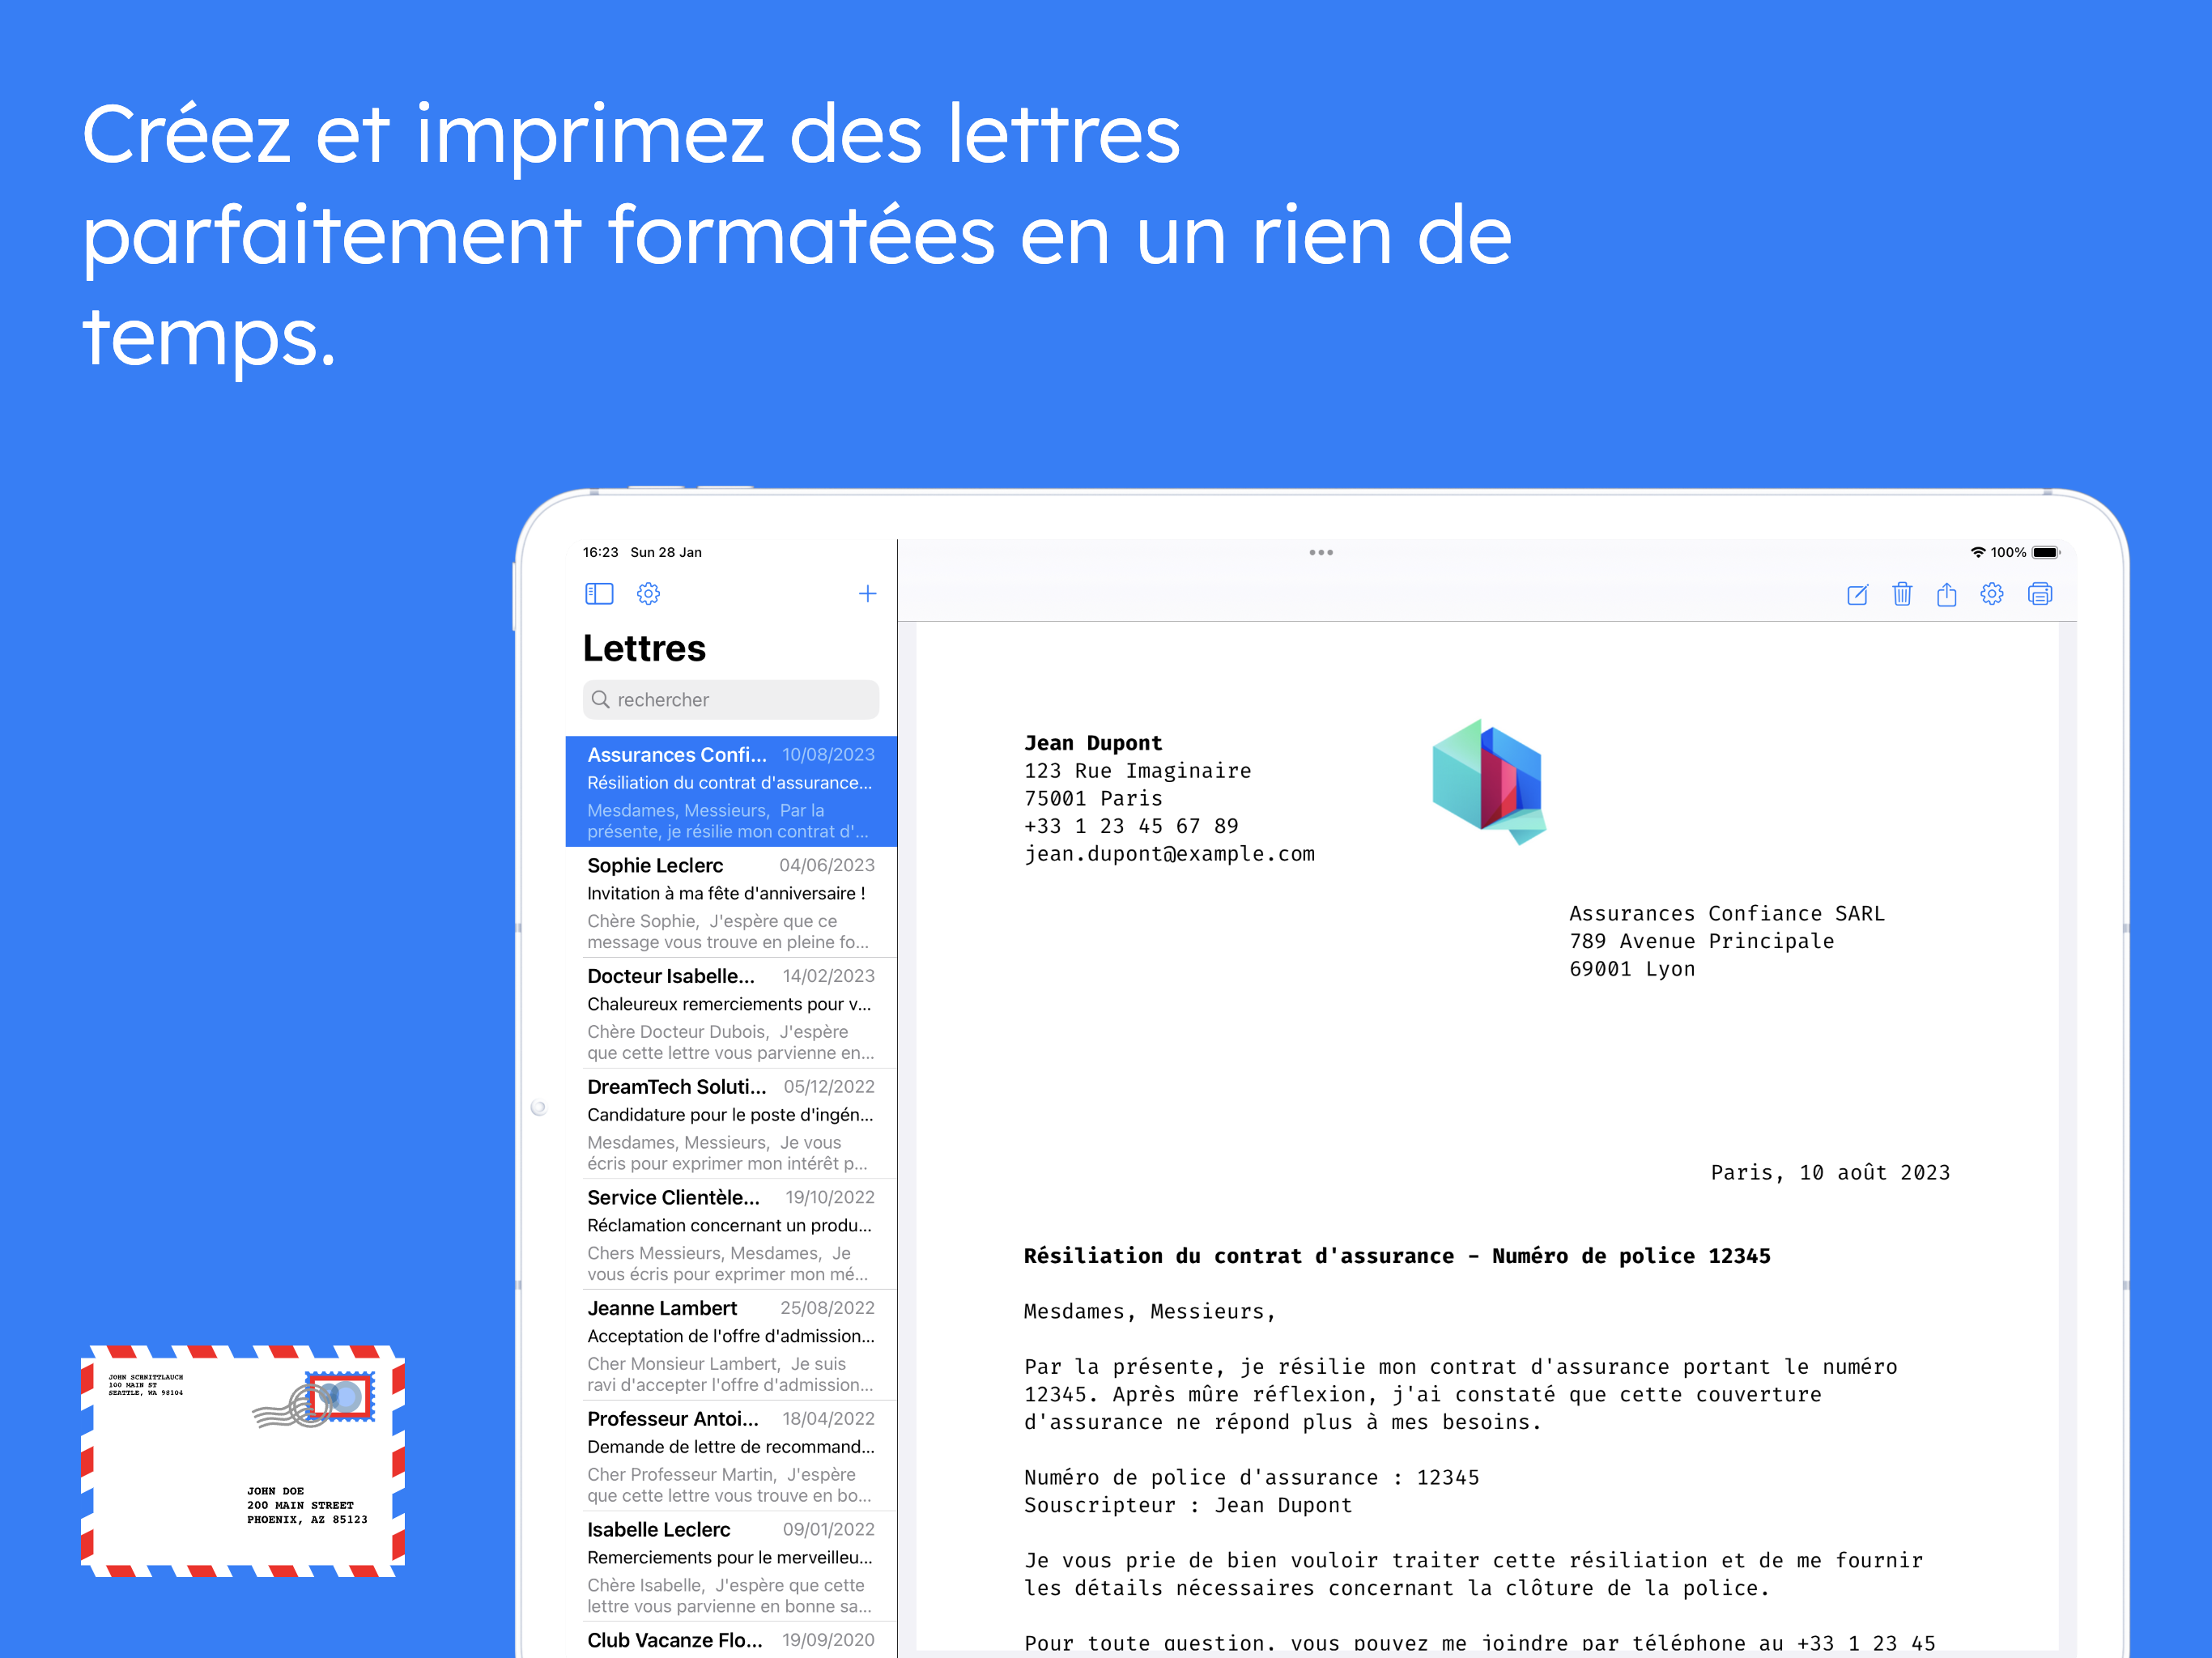 Créez et imprimez des lettres
parfaitement formatées en un rien de
temps.
16:23 Sun 28 Jan
100%
Lettres
rechercher
Assurances Confi... 10/08/2023
Résiliation du contrat d'assurance...
Mesdames, Messieurs, Par la
présente, je résilie mon contrat d'...
Sophie Leclerc 04/06/2023
Invitation à ma fête d'anniversaire !
Chère Sophie, J'espère que ce
message vous trouve en pleine fo...
Docteur Isabelle... 14/02/2023
Chaleureux remerciements pour v...
Chère Docteur Dubois, J'espère
que cette lettre vous parvienne en...
DreamTech Soluti... 05/12/2022
Candidature pour le poste d'ingén...
Mesdames, Messieurs, Je vous
écris pour exprimer mon intérêt p...
Service Clientèle... 19/10/2022
Réclamation concernant un produ...
Chers Messieurs, Mesdames, Je
vous écris pour exprimer mon mé...
Jeanne Lambert 25/08/2022
Acceptation de l'offre d'admission...
Cher Monsieur Lambert, Je suis
ravi d'accepter l'offre d'admission...
Professeur Antoi... 18/04/2022
Demande de lettre de recommand...
Cher Professeur Martin, J'espère
que cette lettre vous trouve en bo...
Isabelle Leclerc 09/01/2022
Remerciements pour le merveilleu...
Chère Isabelle, J'espère que cette
lettre vous parvienne en bonne sa...
Club Vacanze Flo... 19/09/2020
Jean Dupont
123 Rue Imaginaire
75001 Paris
+33 1 23 45 67 89
jean.dupont@example.com
Assurances Confiance SARL
789 Avenue Principale
69001 Lyon
Paris, 10 août 2023
Résiliation du contrat d'assurance - Numéro de police 12345
Mesdames, Messieurs,
Par la présente, je résilie mon contrat d'assurance portant le numéro
12345. Après mûre réflexion, j'ai constaté que cette couverture
d'assurance ne répond plus à mes besoins.
Numéro de police d'assurance : 12345
Souscripteur : Jean Dupont
Je vous prie de bien vouloir traiter cette résiliation et de me fournir
les détails nécessaires concernant la clôture de la police.
Pour toute question, vous pouvez me joindre par téléphone au +33 1 23 45
JOHN SCHNITTLAUCH
100 MAIN ST
SEATTLE, WA 98104
JOHN DOE
200 MAIN STREET
PHOENIX, AZ 85123